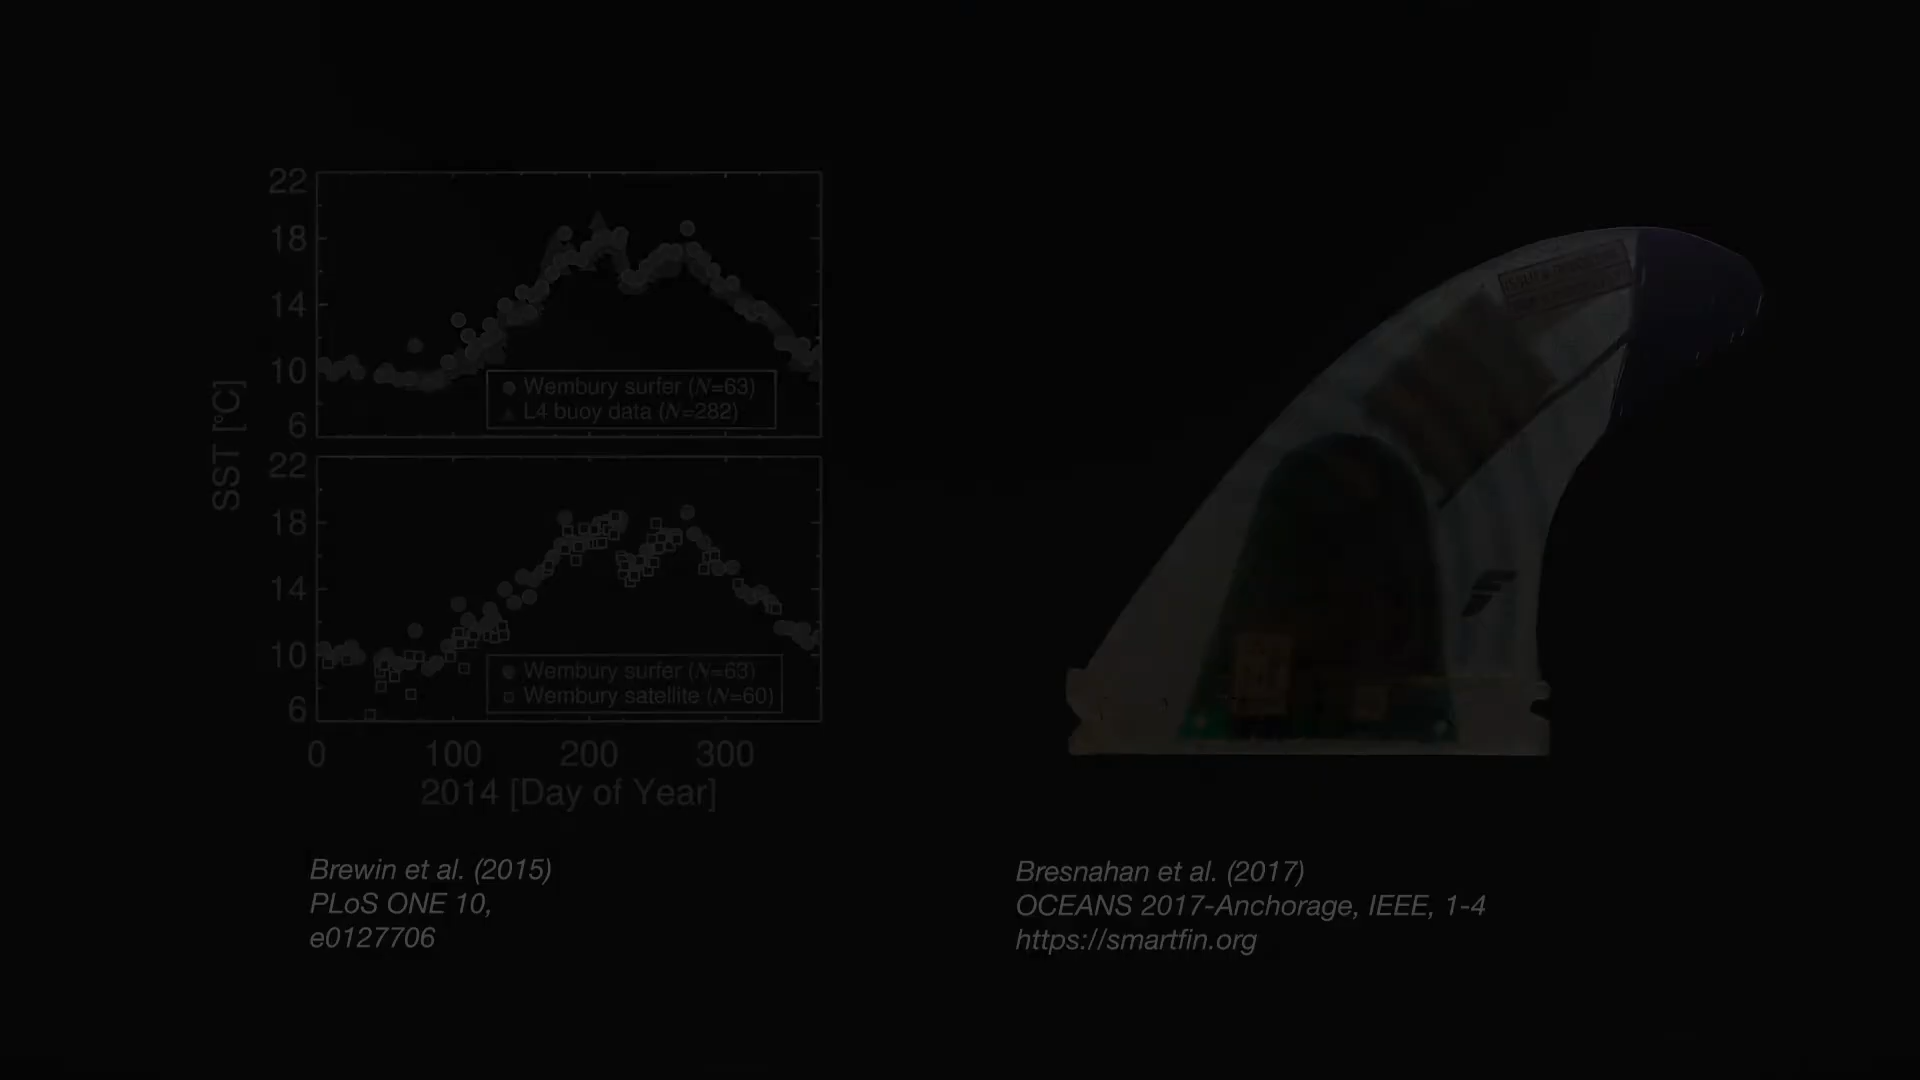 22
18
14
10
6
Wembury surfer (N=63)
L4 buoy data (N=282)
SST [°C]
22
18
14
10
6
Wembury surfer (N=63)
Wembury satellite (N=60)
0 100 200 300
2014 [Day of Year]
Brewin et al. (2015)
PLoS ONE 10,
e0127706
Bresnahan et al. (2017)
OCEANS 2017-Anchorage, IEEE, 1-4
https://smartfin.org